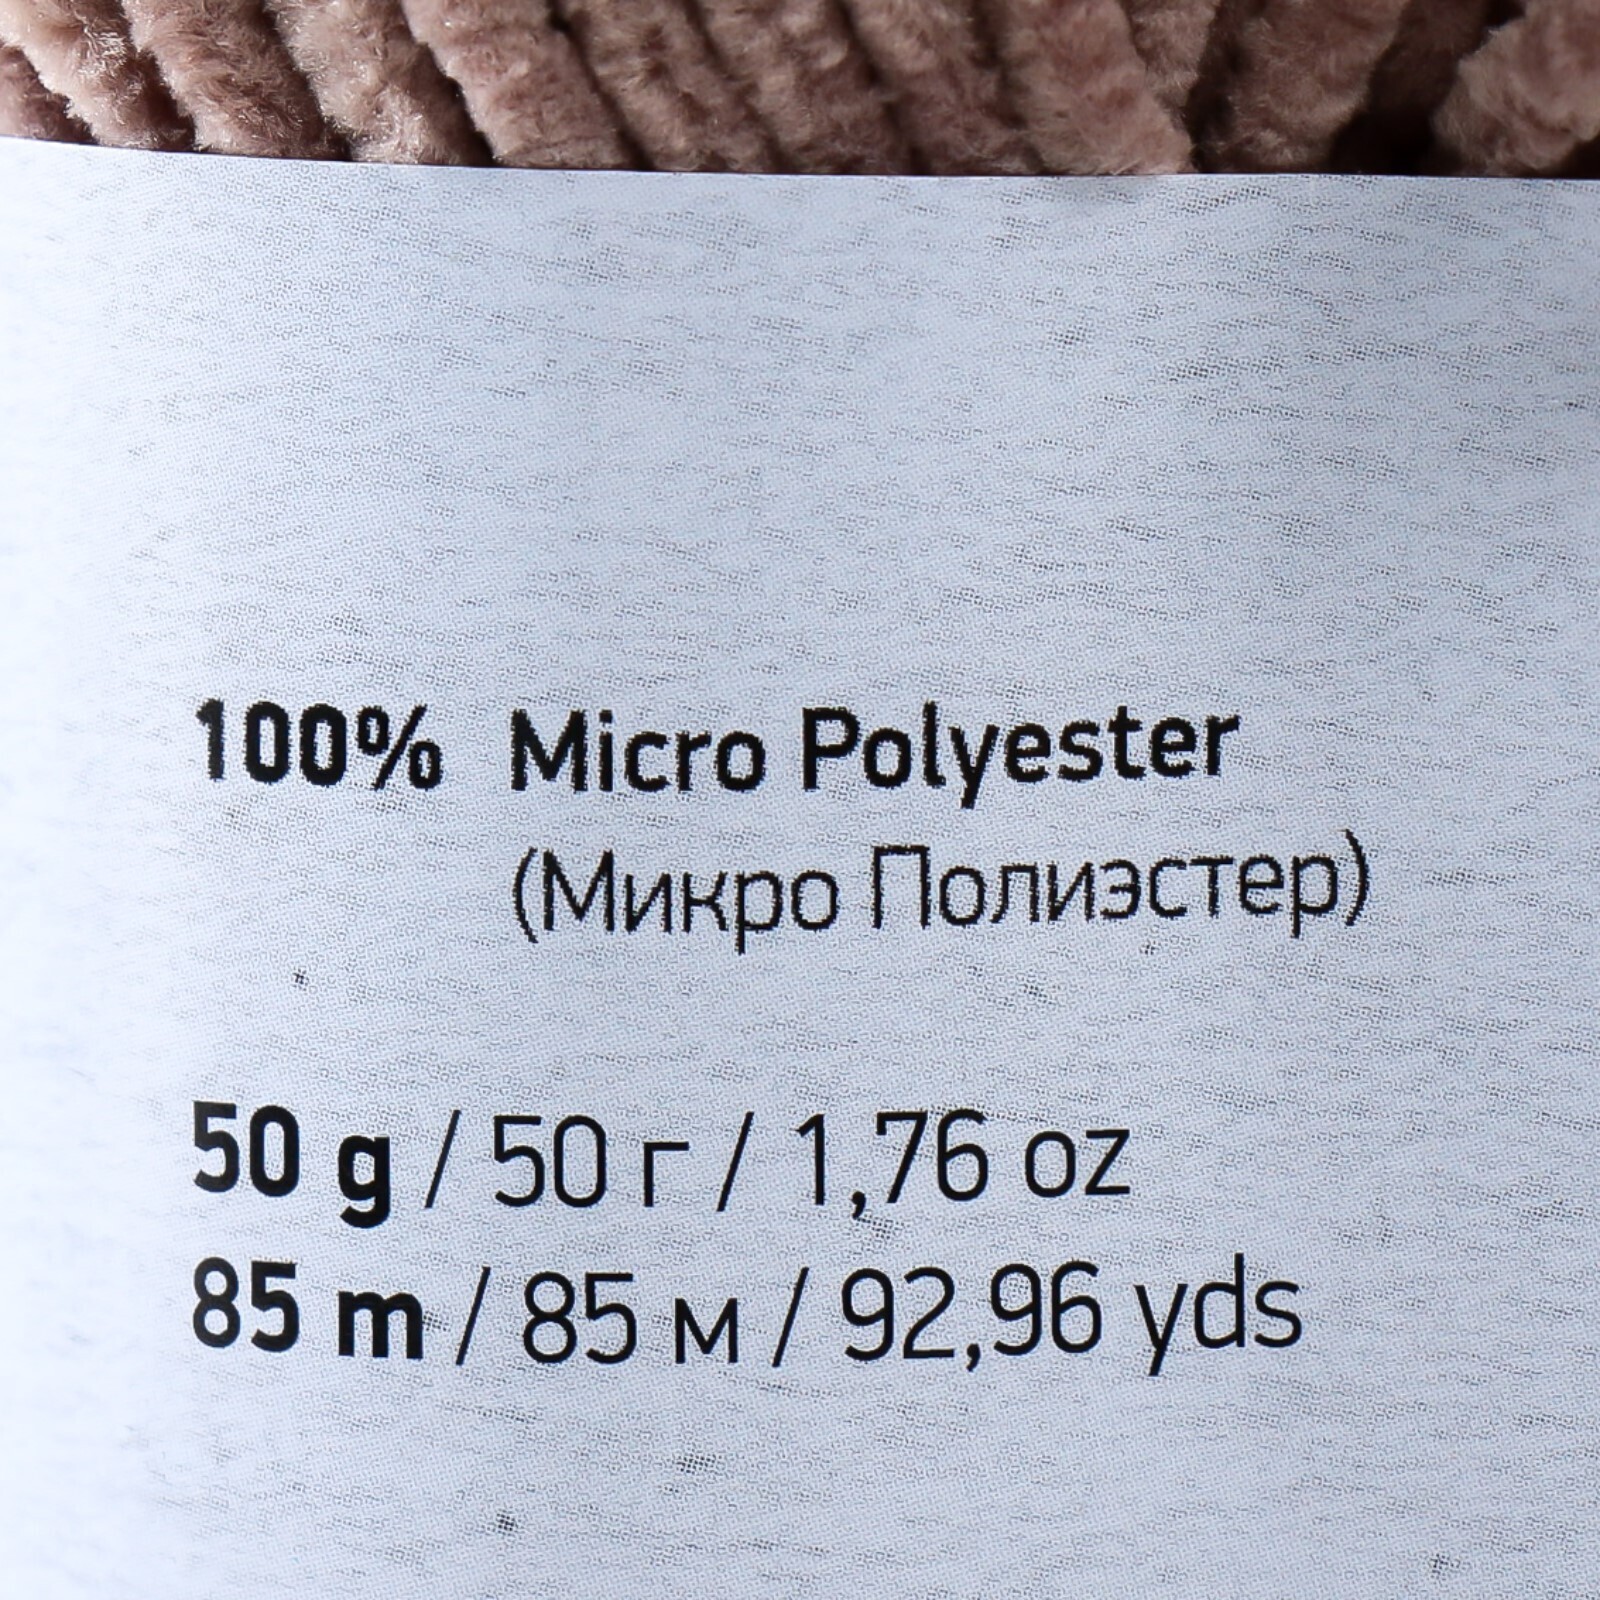 100% Micro Polyester
(Микро Полиэстер)
50 g / 50 г / 1,76 oz
85 m / 85 м / 92,96 yds